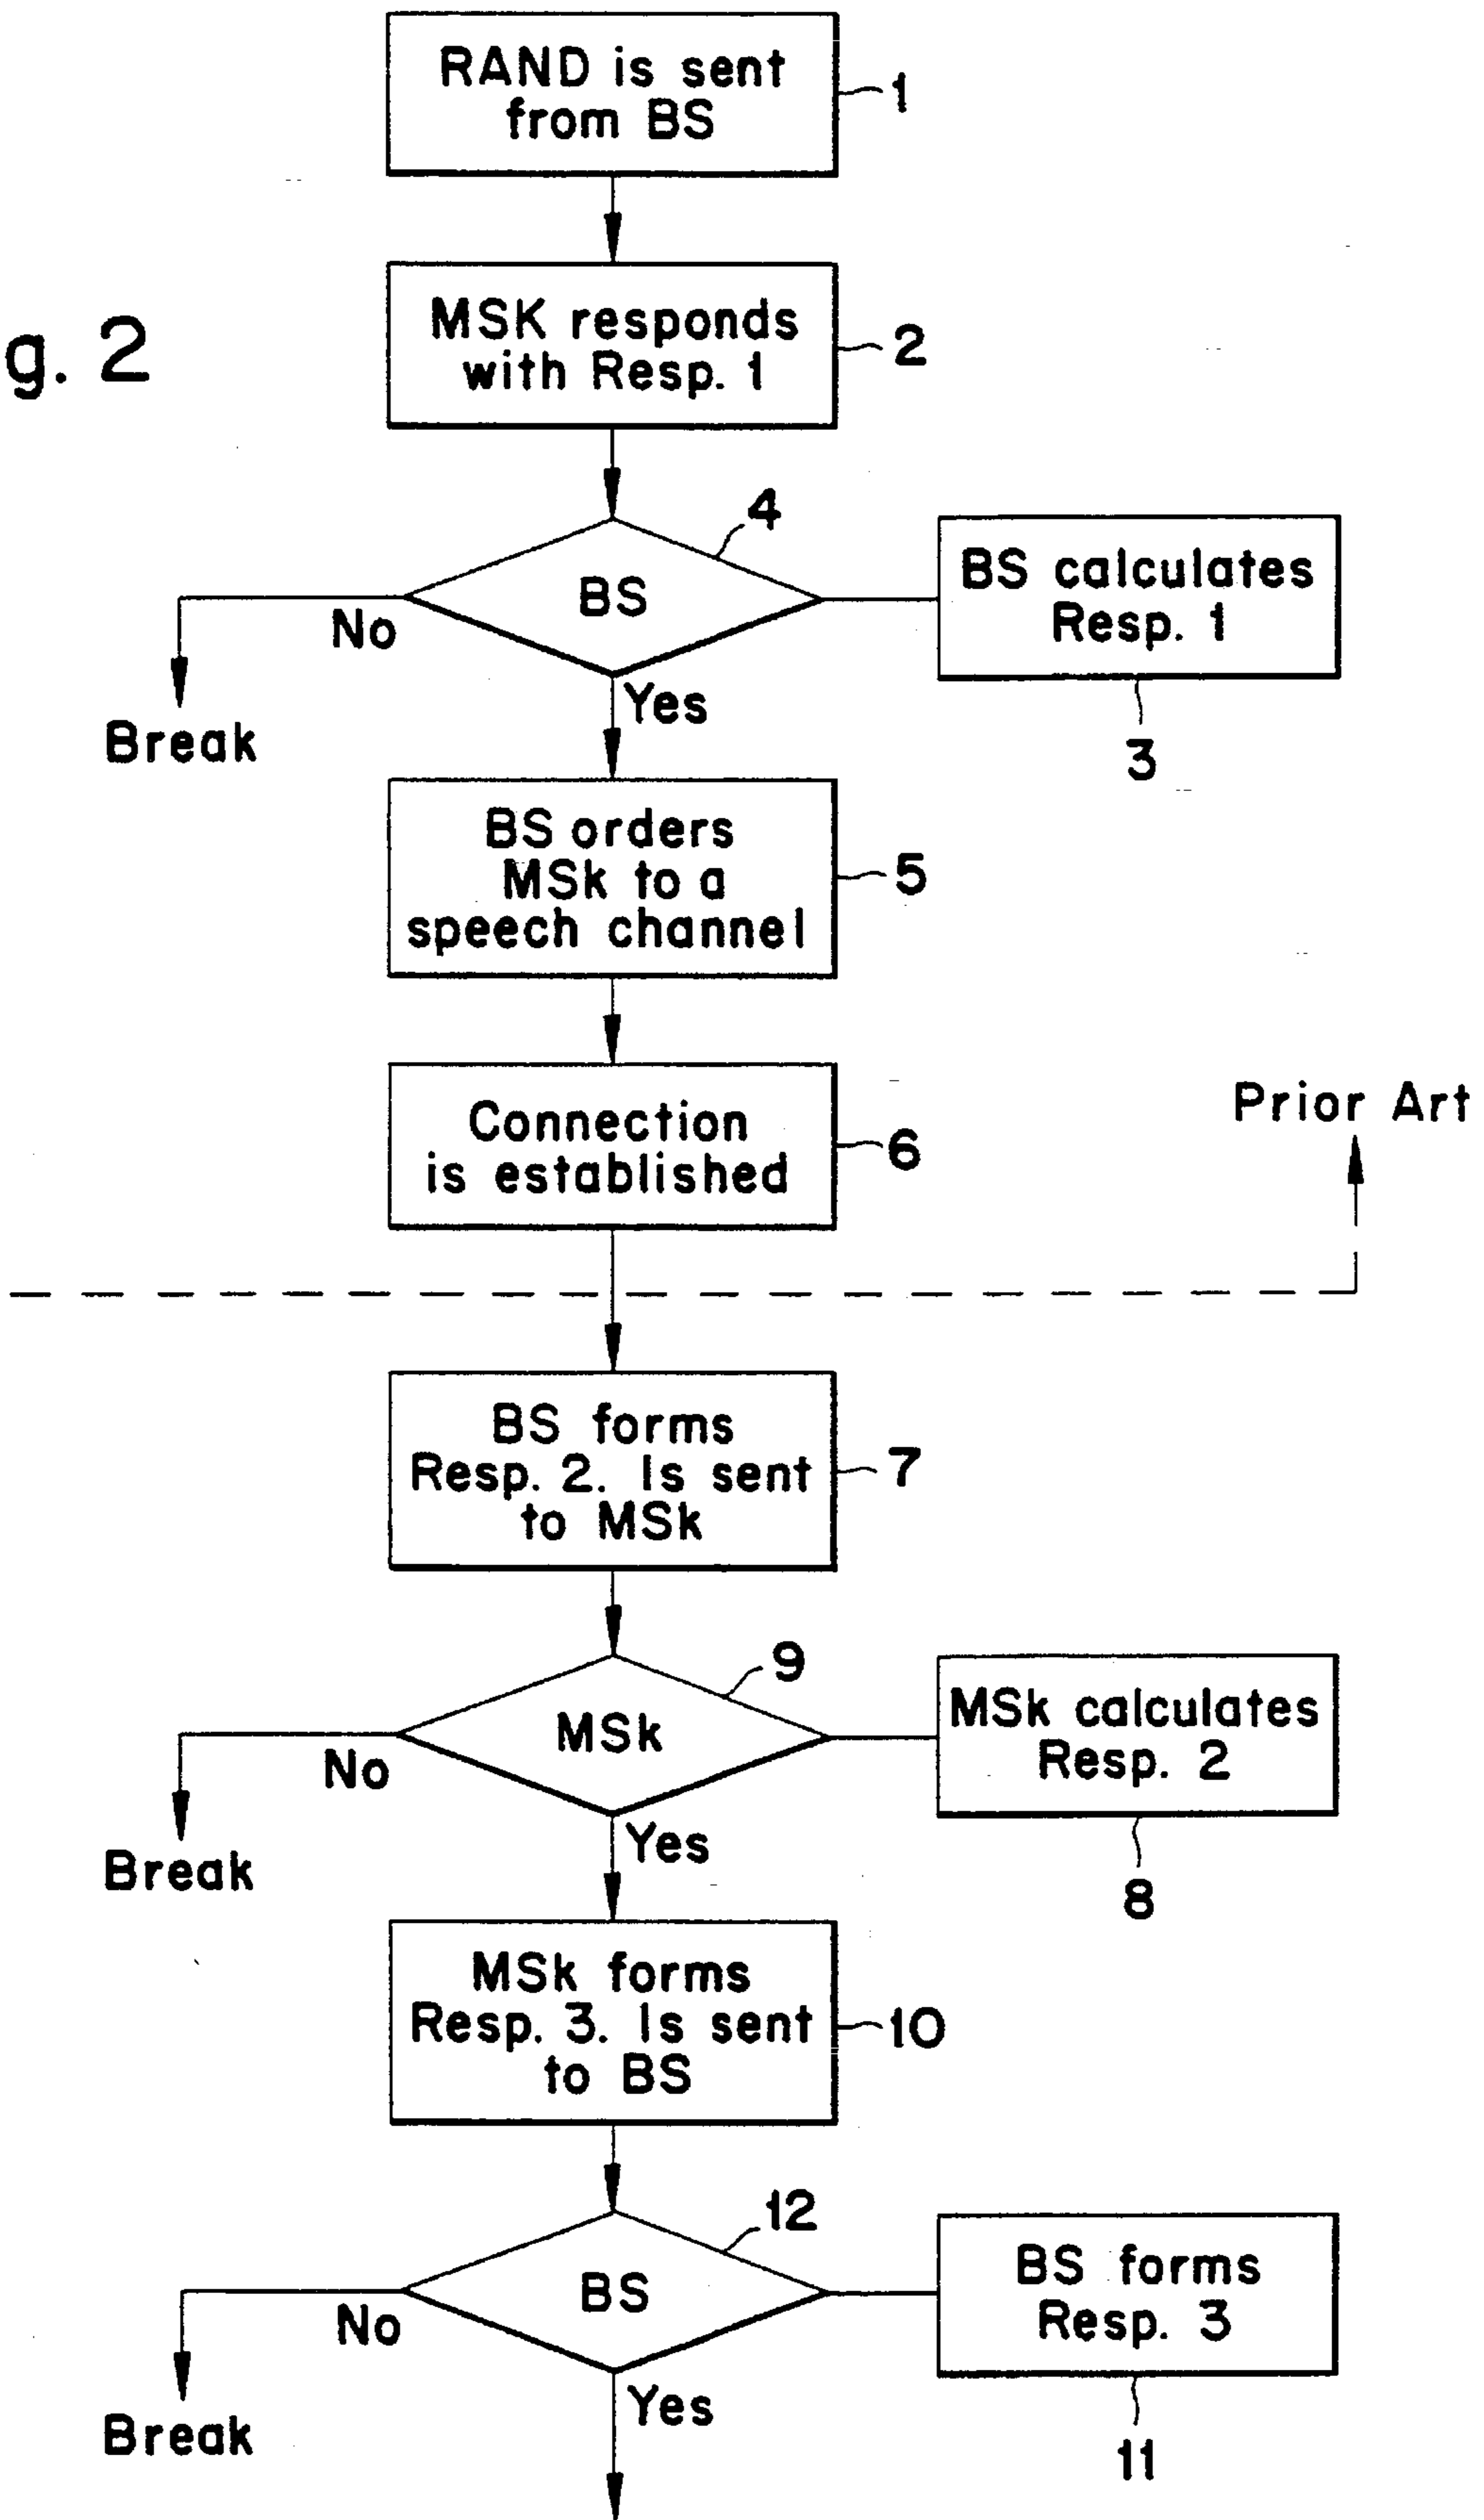 RAND is sent
from BS
1
g. 2
MSK responds
with Resp. 1
2
4
BS
BS calculates
Resp. 1
3
No
Yes
Break
BS orders
MSk to a
speech channel
5
Connection
is established
6
Prior Art
BS forms
Resp. 2. Is sent
to MSk
7
9
MSk
MSk calculates
Resp. 2
8
No
Yes
Break
MSk forms
Resp. 3. Is sent
to BS
10
12
BS
BS forms
Resp. 3
11
No
Yes
Break